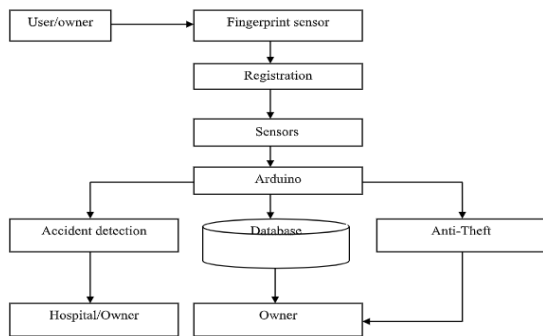 User/owner
Fingerprint sensor
Registration
Sensors
Arduino
Accident detection
Database
Anti-Theft
Hospital/Owner
Owner